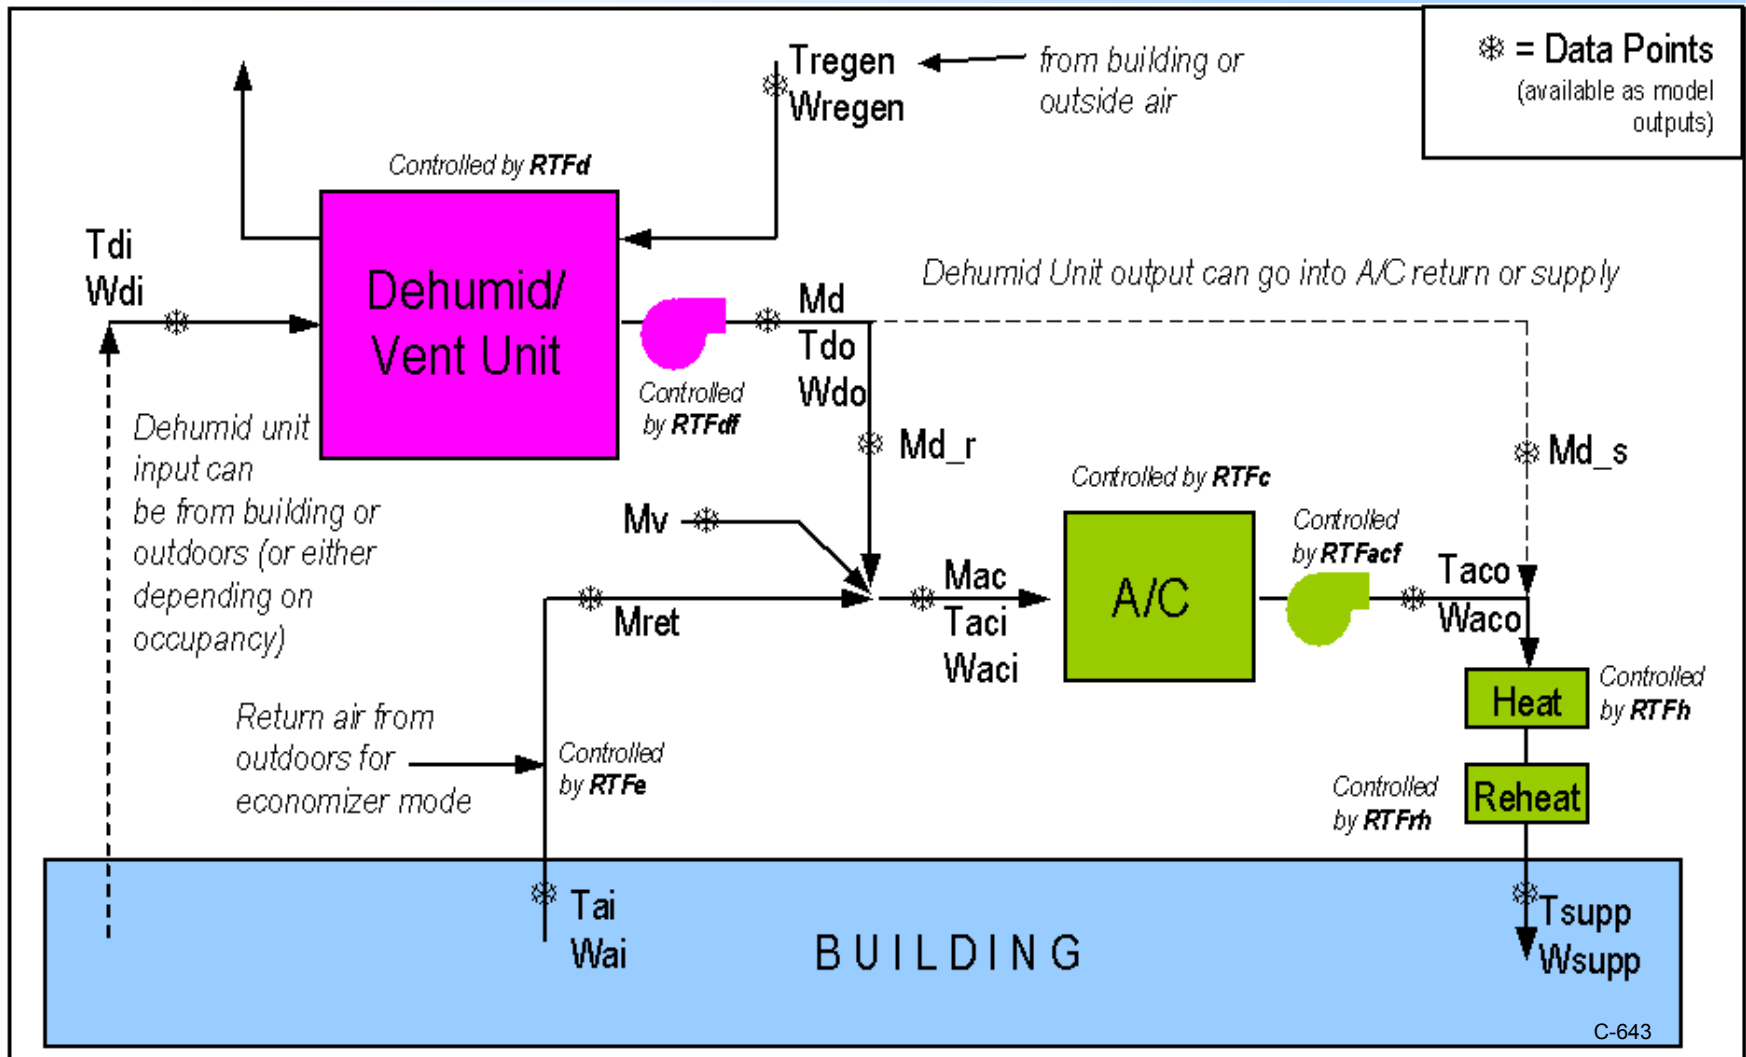 ❄ = Data Points
(available as model
outputs)
Tregen
Wregen
from building or
outside air
Controlled by RTFd
Tdi
Wdi
Dehumid/
Vent Unit
Dehumid Unit output can go into A/C return or supply
Md
Tdo
Wdo
Controlled
by RTFdf
Dehumid unit
input can
be from building or
outdoors (or either
depending on
occupancy)
Md_r
Md_s
Controlled by RTFc
Mv
Controlled
by RTFacf
Mret
Mac
Taci
Waci
A/C
Taco
Waco
Heat
Controlled
by RTFh
Return air from
outdoors for
economizer mode
Controlled
by RTFe
Controlled
by RTFrh
Reheat
Tai
Wai
BUILDING
Tsupp
Wsupp
C-643